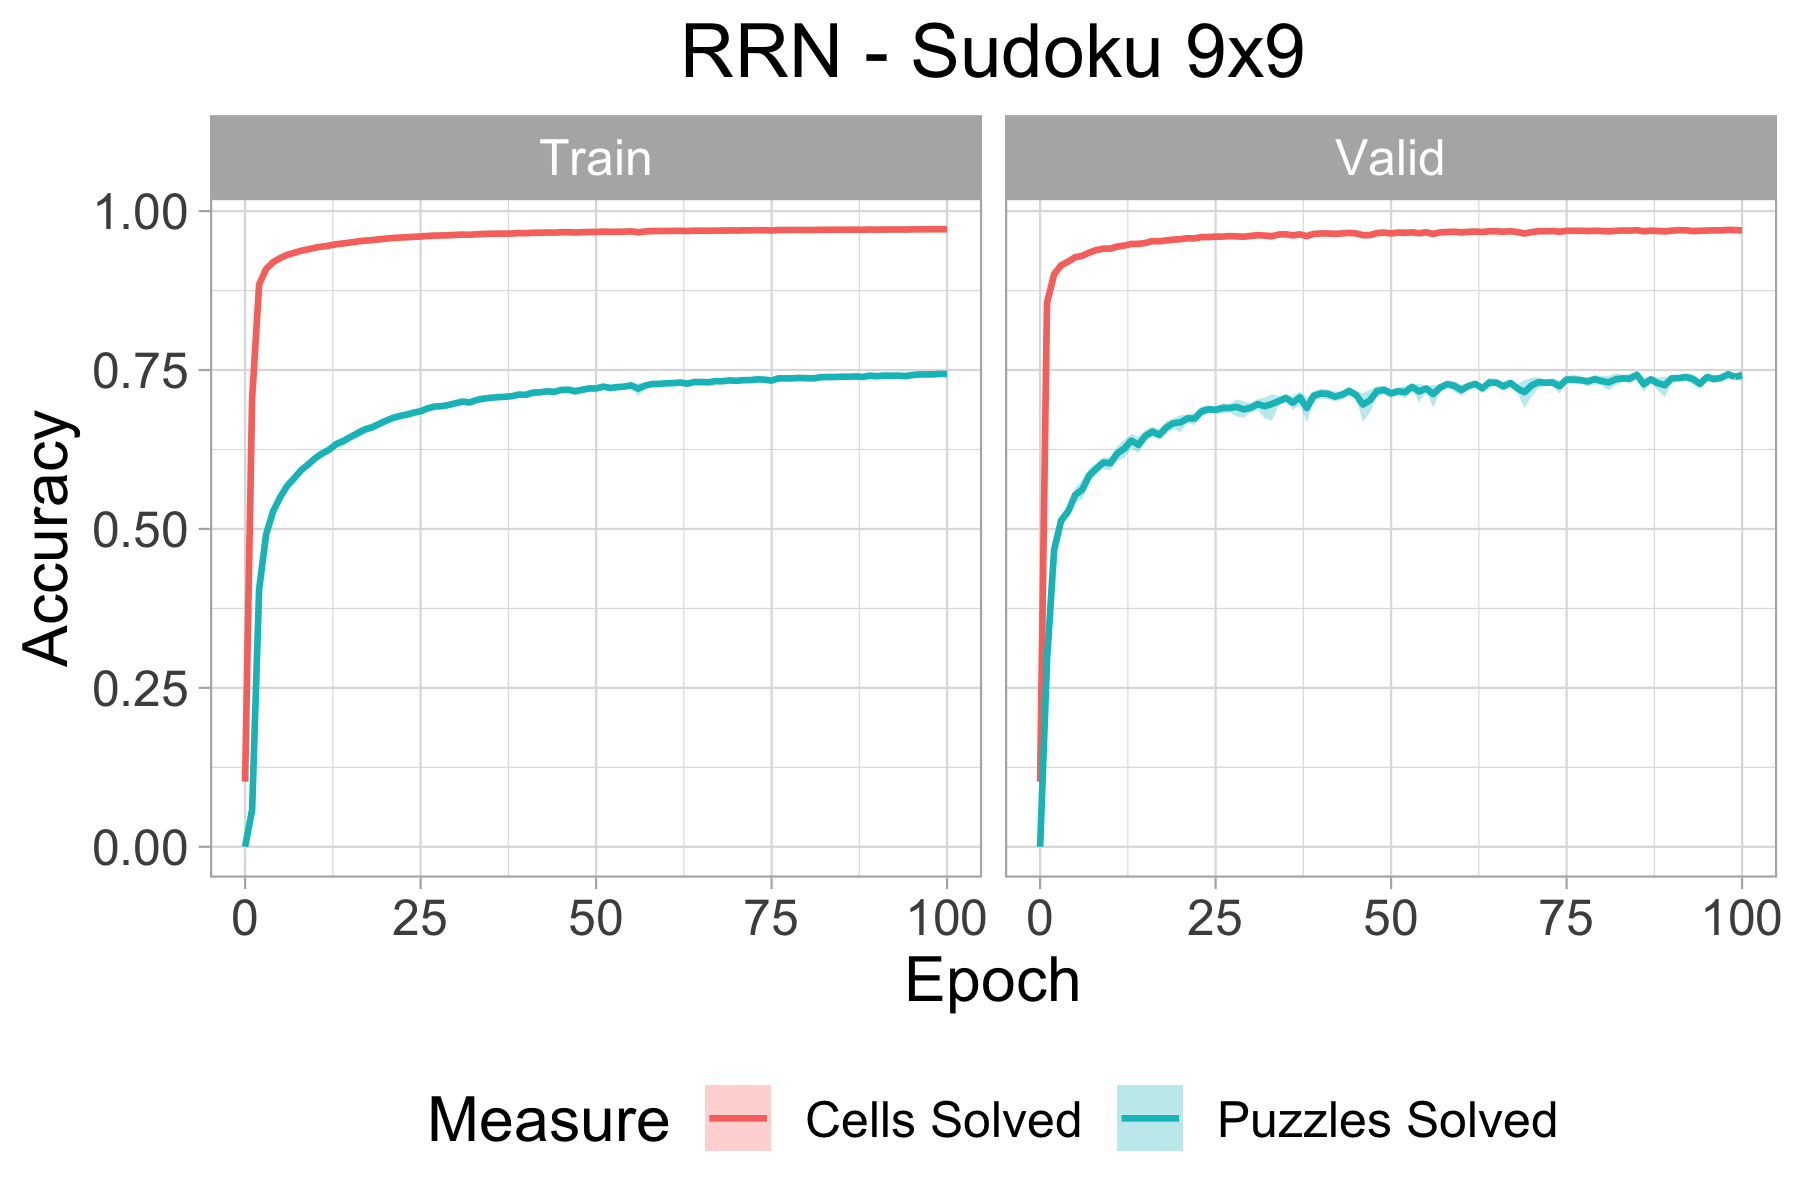 RRN - Sudoku 9x9
Train Valid
1.00
0.75
0.50
0.25
0.00
Accuracy
0 25 50 75 100 0 25 50 75 100
Epoch
Measure Cells Solved Puzzles Solved